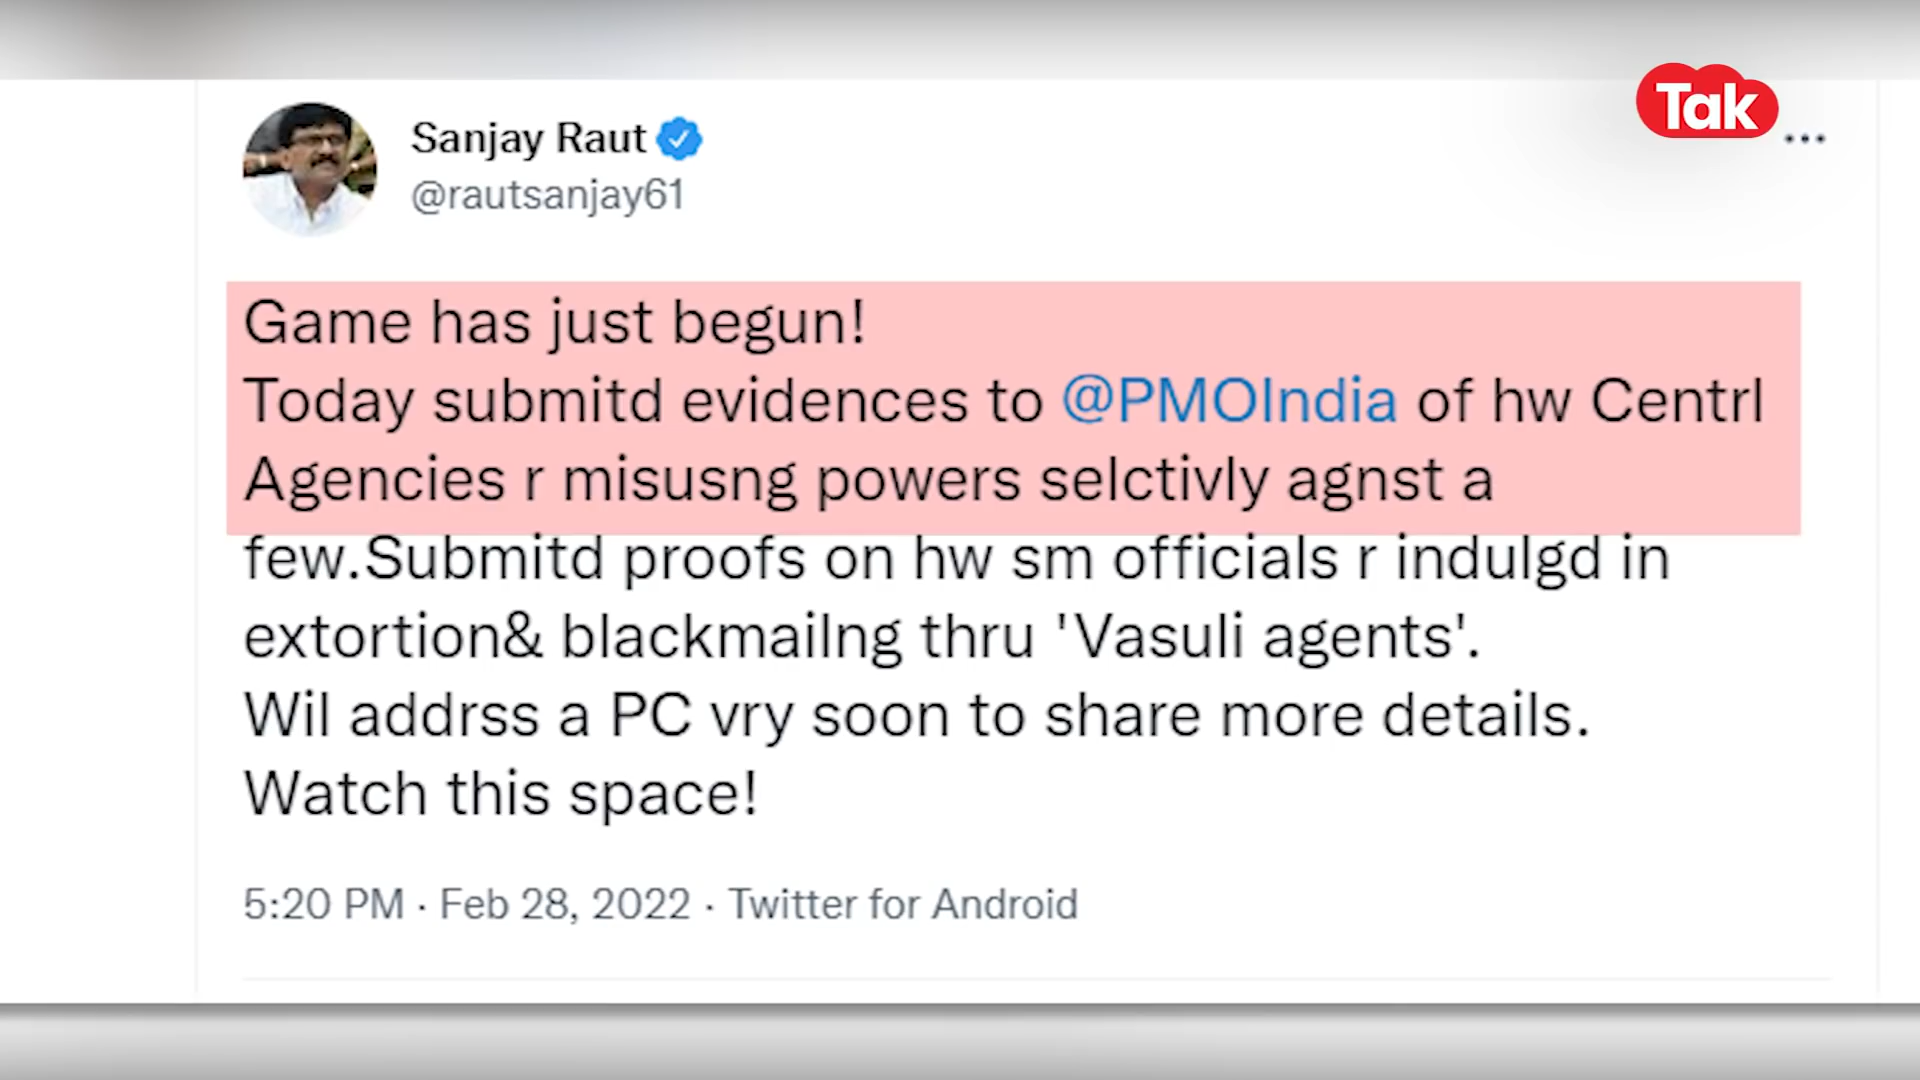 Tak
Sanjay Raut
@rautsanjay61
Game has just begun!
Today submitd evidences to @PMOIndia of hw Centrl
Agencies r misusng powers selctivly agnst a
few.Submitd proofs on hw sm officials r indulgd in
extortion& blackmailng thru 'Vasuli agents'.
Wil addrss a PC vry soon to share more details.
Watch this space!
5:20 PM · Feb 28, 2022 · Twitter for Android